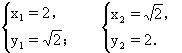 x₁ = 2, x₂ = √2,
y₁ = √2; y₂ = 2.